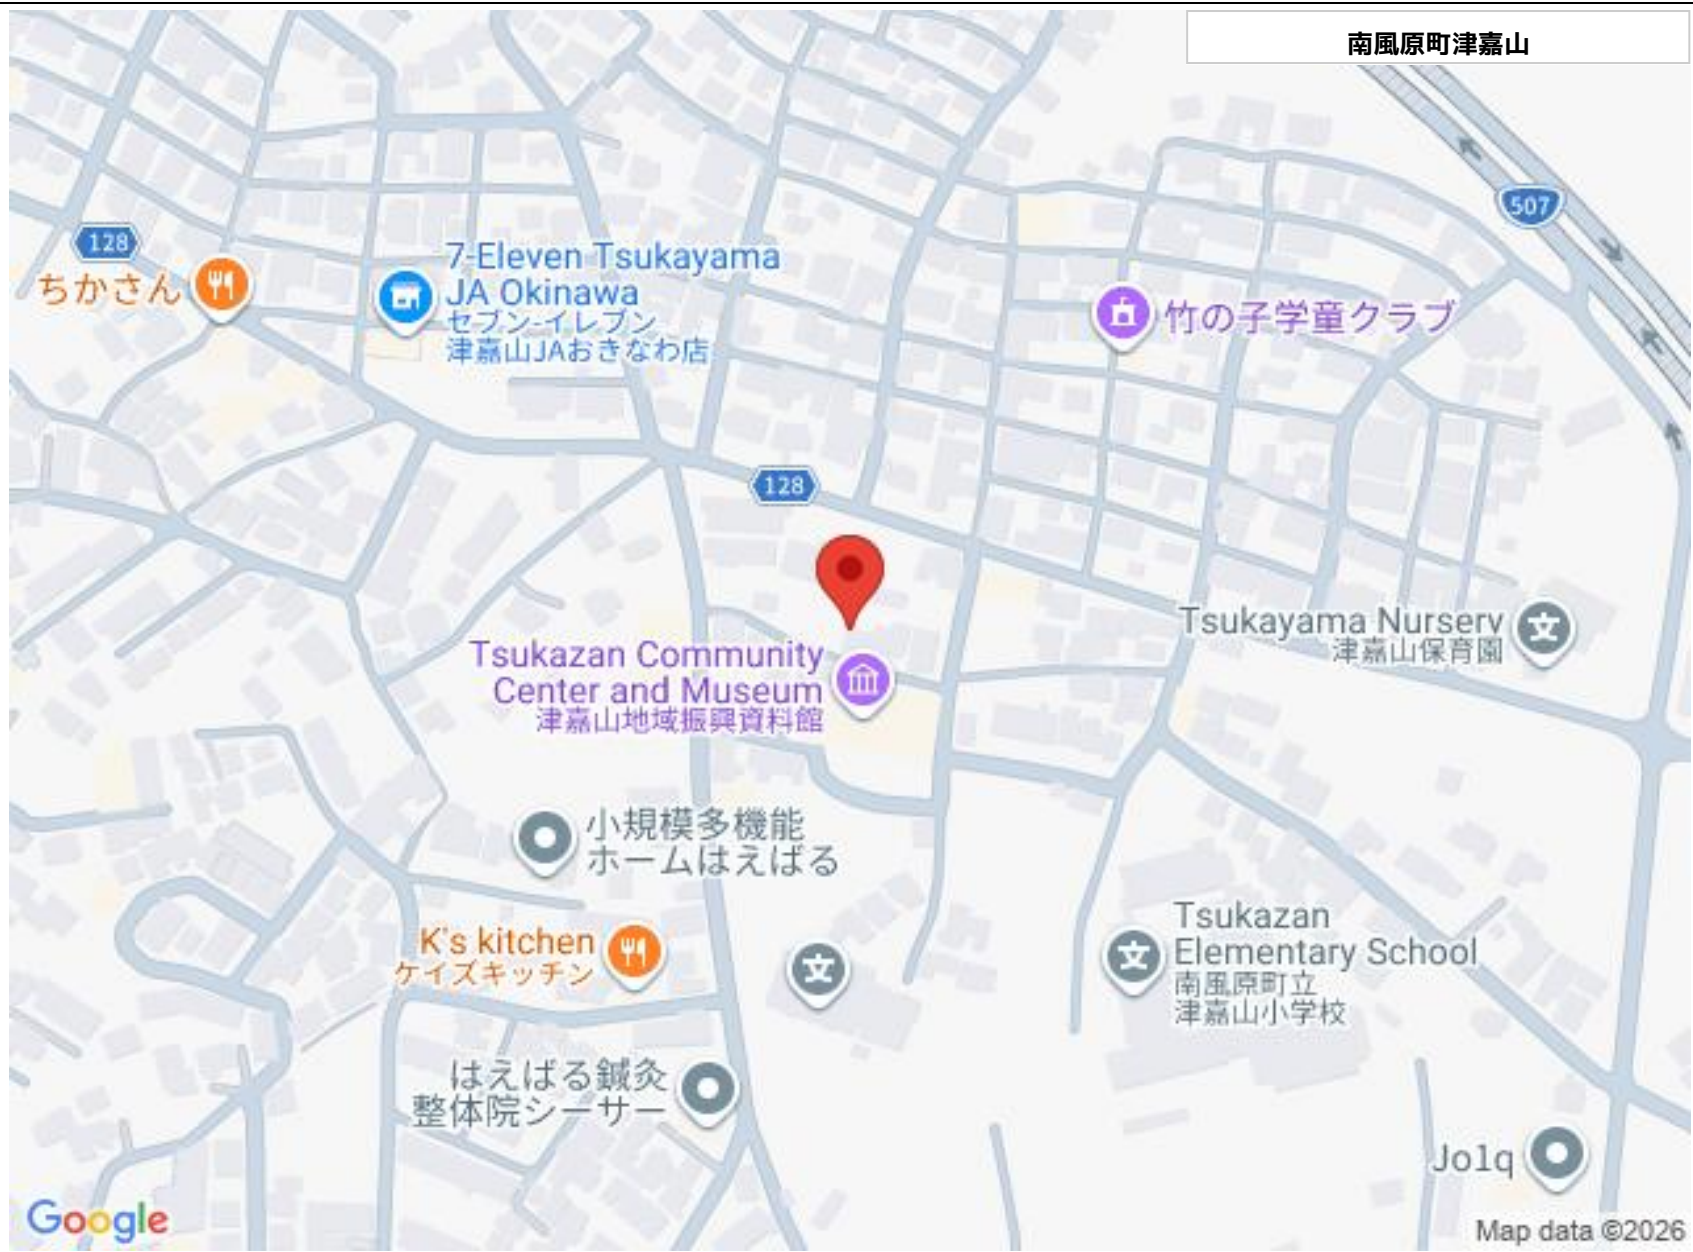 南風原町津嘉山
507
128
ちかさん
7-Eleven Tsukayama
JA Okinawa
セブン-イレブン
津嘉山JAおきなわ店
竹の子学童クラブ
128
Tsukayama Nurserv
津嘉山保育園
Tsukazan Community
Center and Museum
津嘉山地域振興資料館
小規模多機能
ホームはえばる
K's kitchen
ケイズキッチン
文
文
文
Tsukazan
Elementary School
南風原町立
津嘉山小学校
はえばる鍼灸
整体院シーサー
Jo1q
Google
Map data ©2026